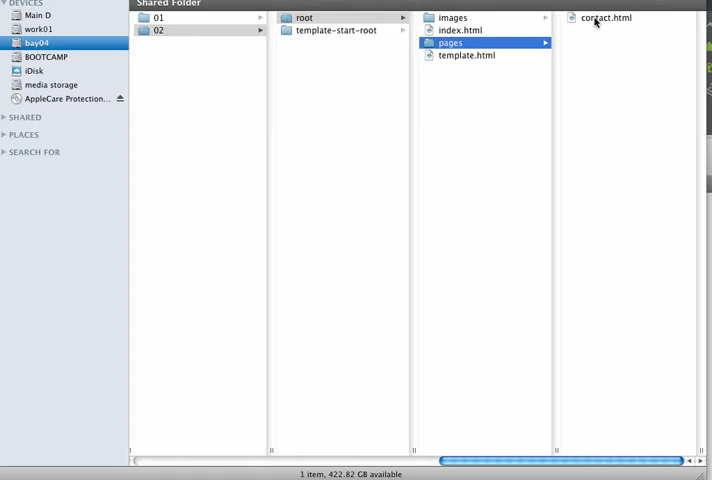 Shared Folder
DEVICES
Main D
work01
bay04
BOOTCAMP
iDisk
media storage
AppleCare Protection...
SHARED
PLACES
SEARCH FOR
01
02
root
template-start-root
images
index.html
pages
template.html
contact.html
1 item, 422.82 GB available